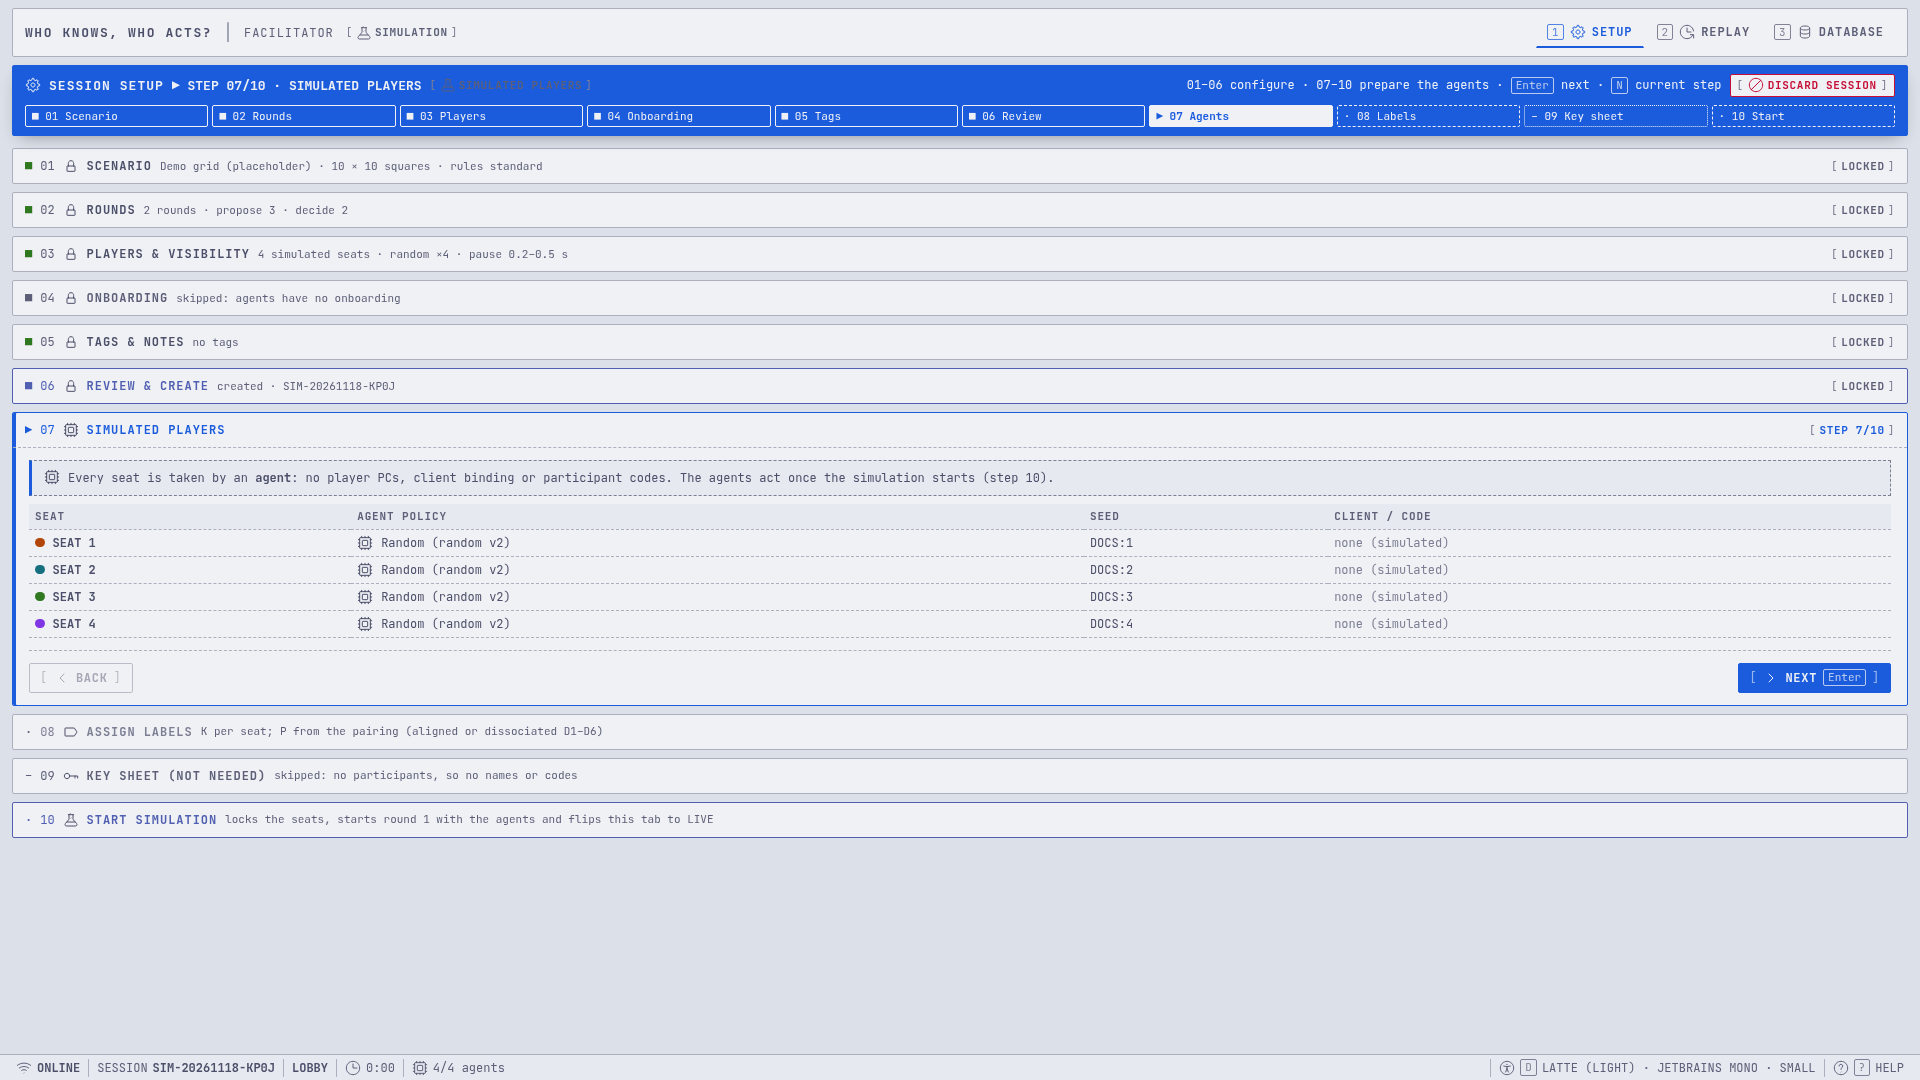 WHO KNOWS, WHO ACTS? FACILITATOR [ SIMULATION ] 1 SETUP 2 REPLAY 3 DATABASE
SESSION SETUP ▶ STEP 07/10 · SIMULATED PLAYERS [ SIMULATED PLAYERS ] 01–06 configure · 07–10 prepare the agents · Enter next · N current step [ DISCARD SESSION ]
■ 01 Scenario ■ 02 Rounds ■ 03 Players ■ 04 Onboarding ■ 05 Tags ■ 06 Review ▶ 07 Agents · 08 Labels – 09 Key sheet · 10 Start
■ 01 SCENARIO Demo grid (placeholder) · 10 × 10 squares · rules standard [ LOCKED ]
■ 02 ROUNDS 2 rounds · propose 3 · decide 2 [ LOCKED ]
■ 03 PLAYERS & VISIBILITY 4 simulated seats · random ×4 · pause 0.2–0.5 s [ LOCKED ]
■ 04 ONBOARDING skipped: agents have no onboarding [ LOCKED ]
■ 05 TAGS & NOTES no tags [ LOCKED ]
■ 06 REVIEW & CREATE created · SIM-20261118-KP0J [ LOCKED ]
▶ 07 SIMULATED PLAYERS [ STEP 7/10 ]
Every seat is taken by an agent: no player PCs, client binding or participant codes. The agents act once the simulation starts (step 10).
SEAT AGENT POLICY SEED CLIENT / CODE
SEAT 1 Random (random v2) DOCS:1 none (simulated)
SEAT 2 Random (random v2) DOCS:2 none (simulated)
SEAT 3 Random (random v2) DOCS:3 none (simulated)
SEAT 4 Random (random v2) DOCS:4 none (simulated)
[ BACK ] [ NEXT Enter ]
· 08 ASSIGN LABELS K per seat; P from the pairing (aligned or dissociated D1–D6)
– 09 KEY SHEET (NOT NEEDED) skipped: no participants, so no names or codes
· 10 START SIMULATION locks the seats, starts round 1 with the agents and flips this tab to LIVE
ONLINE SESSION SIM-20261118-KP0J LOBBY 0:00 4/4 agents D LATTE (LIGHT) · JETBRAINS MONO · SMALL ? HELP